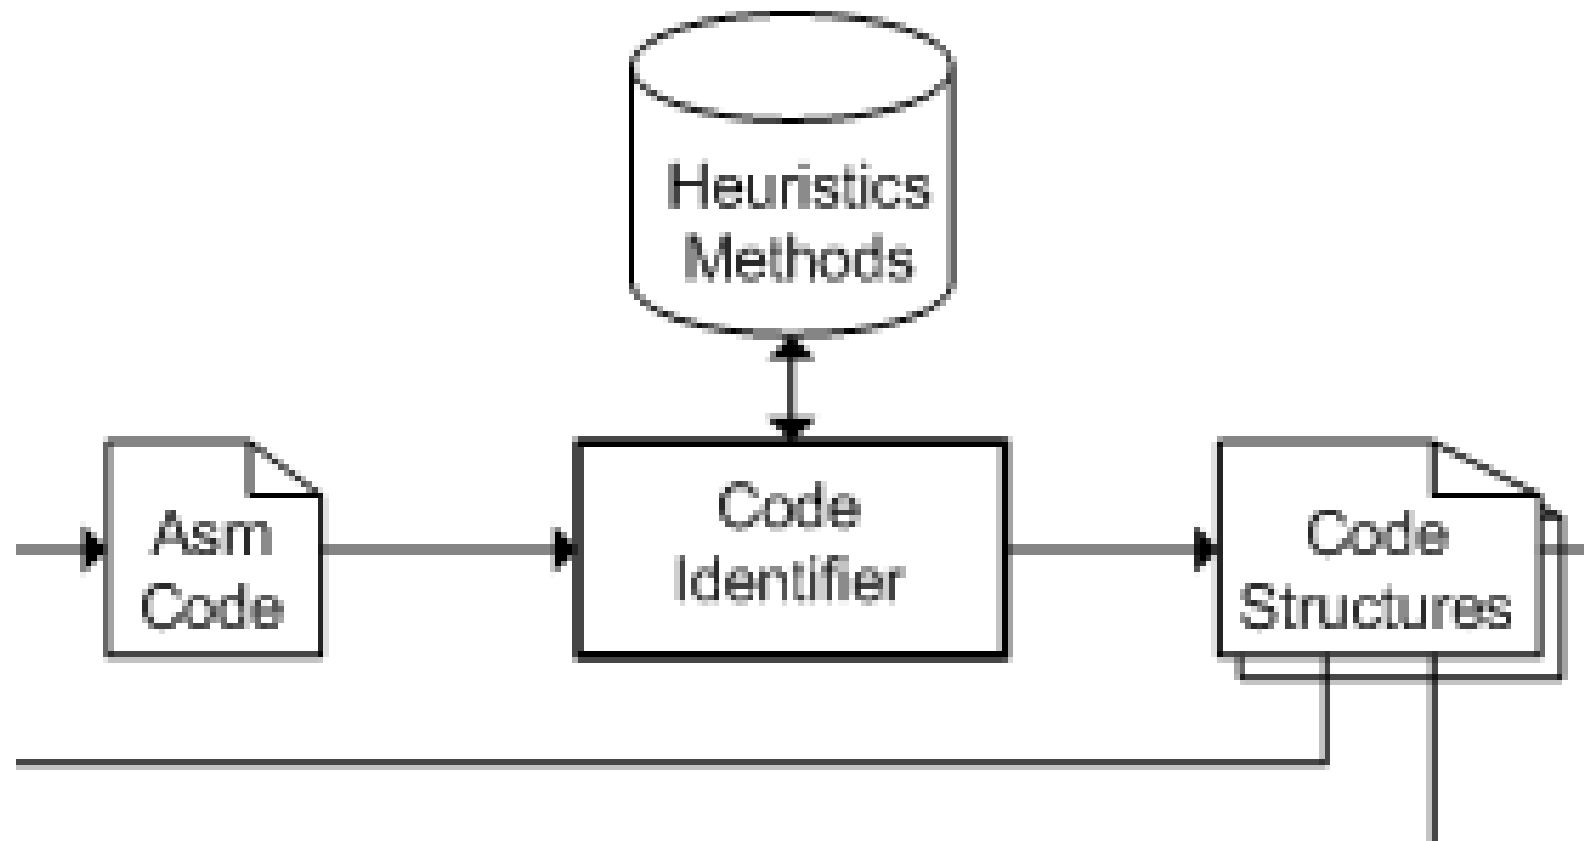 Heuristics
Methods
Asm
Code
Code
Identifier
Code
Structures